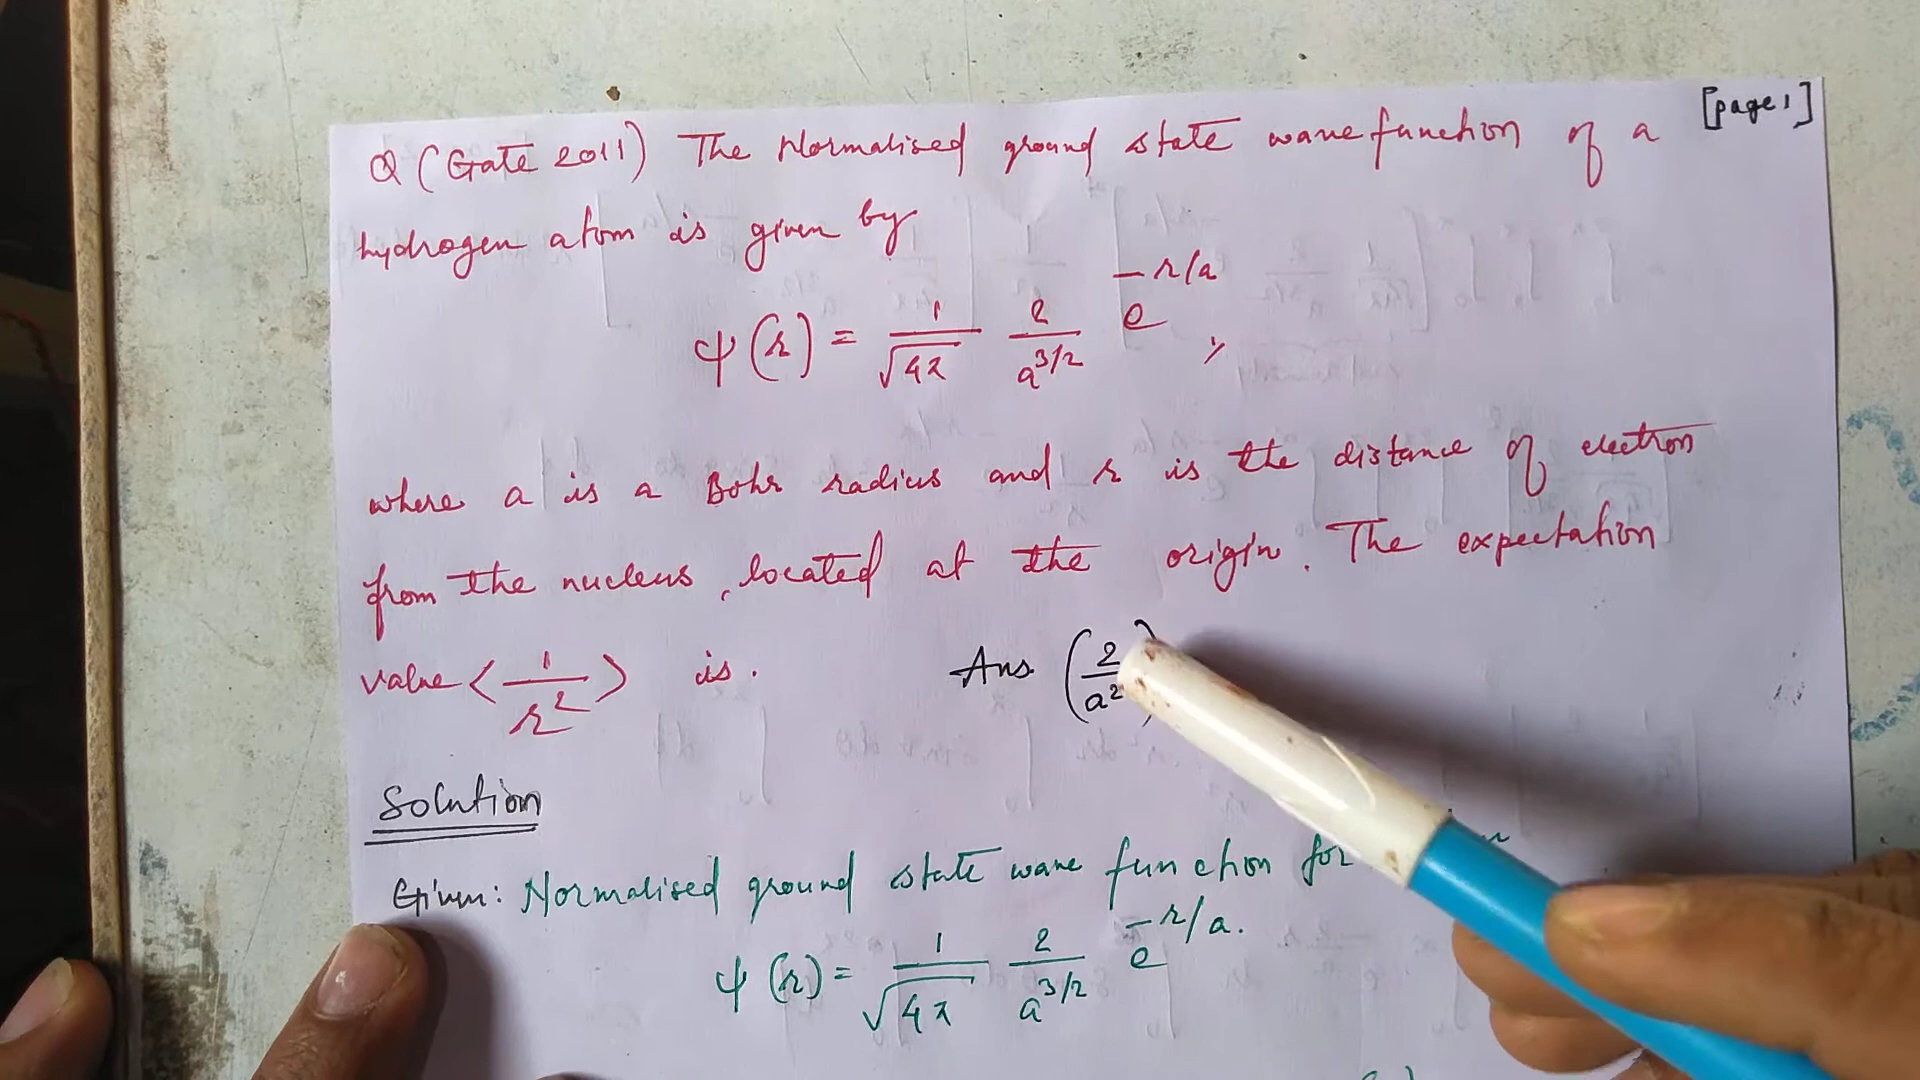 [page 1]
Q (Gate 2011) The Normalised ground state wavefunction of a
hydrogen atom is given by
ψ(r) = 1/√4π 2/a^3/2 e^-r/a ,
where a is a Bohr radius and r is the distance of electron
from the nucleus, located at the origin. The expectation
value <1/r²> is. Ans (2/a²)
Solution
Given: Normalised ground state wave function for
ψ(r) = 1/√4π 2/a^3/2 e^-r/a.